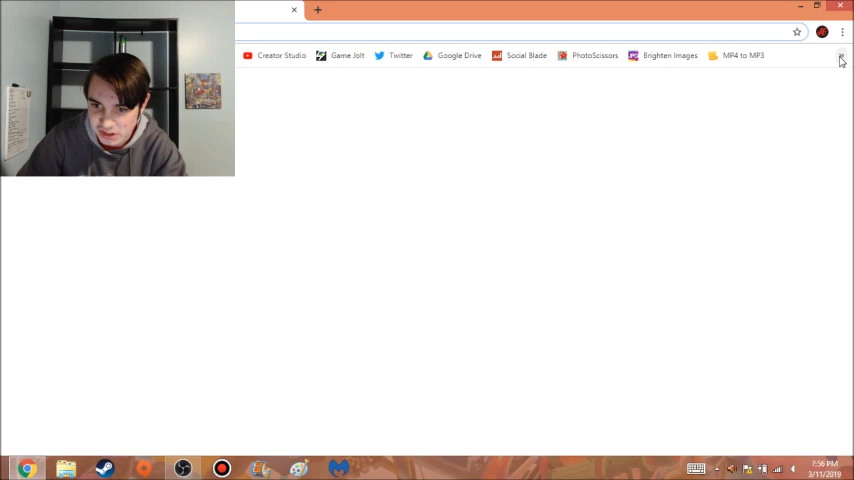 Creator Studio Game Jolt Twitter Google Drive Social Blade PhotoScissors Brighten Images MP4 to MP3
7:56 PM
3/11/2019